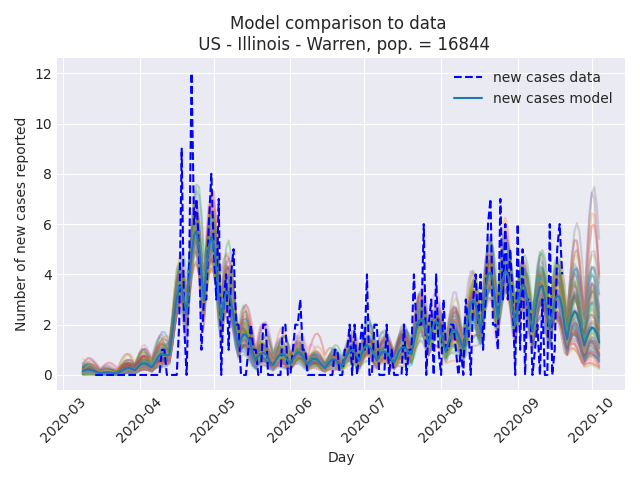 Model comparison to data
US - Illinois - Warren, pop. = 16844
new cases data
new cases model
Number of new cases reported
12
10
8
6
4
2
0
2020-03
2020-04
2020-05
2020-06
2020-07
2020-08
2020-09
2020-10
Day